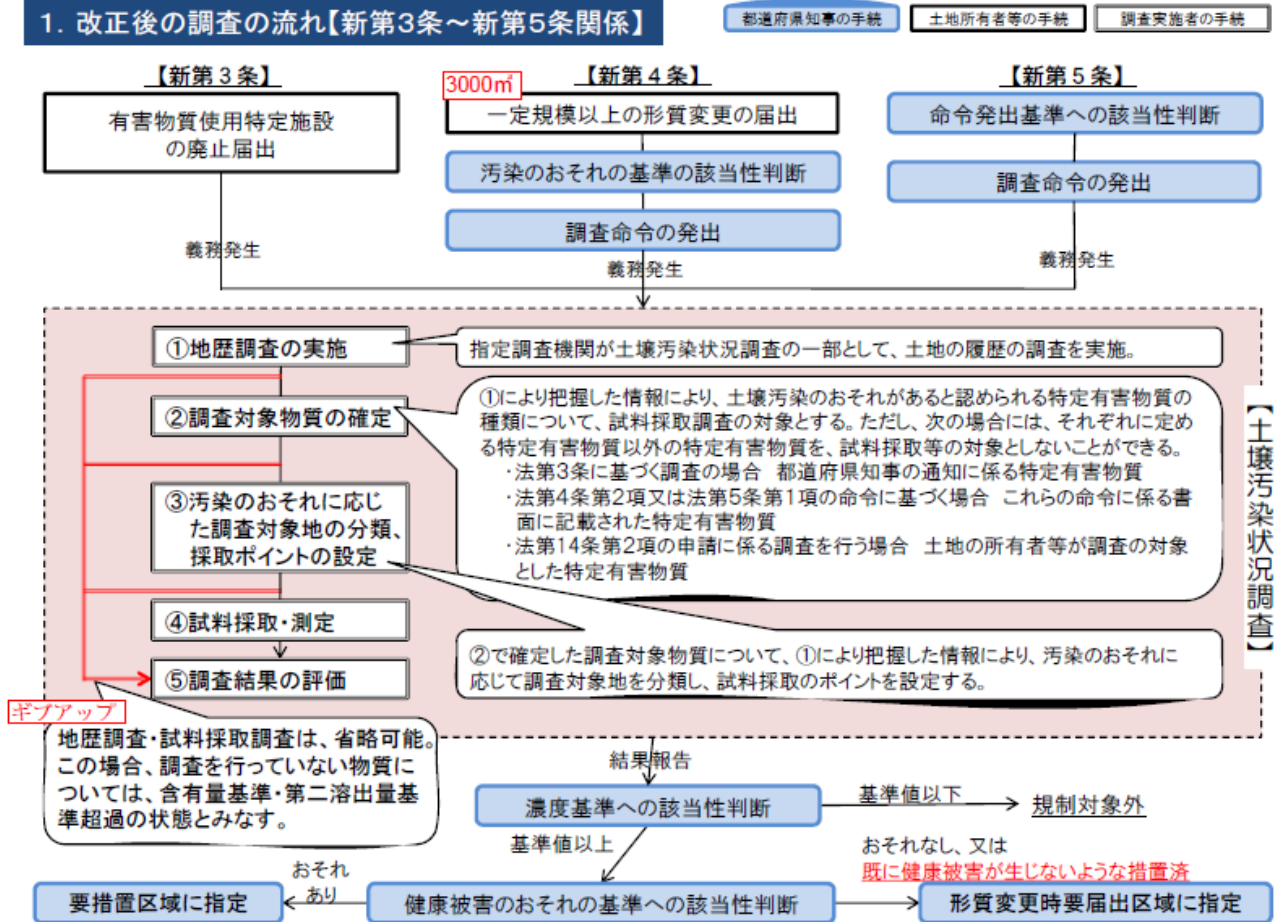 1. 改正後の調査の流れ【新第3条～新第5条関係】
都道府県知事の手続
土地所有者等の手続
調査実施者の手続
【新第3条】
有害物質使用特定施設
の廃止届出
義務発生
【新第4条】
3000㎡
一定規模以上の形質変更の届出
汚染のおそれの基準の該当性判断
調査命令の発出
義務発生
【新第5条】
命令発出基準への該当性判断
調査命令の発出
義務発生
【土壌汚染状況調査】
①地歴調査の実施
指定調査機関が土壌汚染状況調査の一部として、土地の履歴の調査を実施。
②調査対象物質の確定
①により把握した情報により、土壌汚染のおそれがあると認められる特定有害物質の
種類について、試料採取調査の対象とする。ただし、次の場合には、それぞれに定め
る特定有害物質以外の特定有害物質を、試料採取等の対象としないことができる。
・法第3条に基づく調査の場合 都道府県知事の通知に係る特定有害物質
・法第4条第2項又は法第5条第1項の命令に基づく場合 これらの命令に係る書
面に記載された特定有害物質
・法第14条第2項の申請に係る調査を行う場合 土地の所有者等が調査の対象
とした特定有害物質
③汚染のおそれに応じ
た調査対象地の分類、
採取ポイントの設定
②で確定した調査対象物質について、①により把握した情報により、汚染のおそれに
応じて調査対象地を分類し、試料採取のポイントを設定する。
④試料採取・測定
⑤調査結果の評価
ギブアップ
地歴調査・試料採取調査は、省略可能。
この場合、調査を行っていない物質に
ついては、含有量基準・第二溶出量基
準超過の状態とみなす。
結果報告
濃度基準への該当性判断
基準値以下
規制対象外
基準値以上
健康被害のおそれの基準への該当性判断
おそれ
あり
要措置区域に指定
おそれなし、又は
既に健康被害が生じないような措置済
形質変更時要届出区域に指定